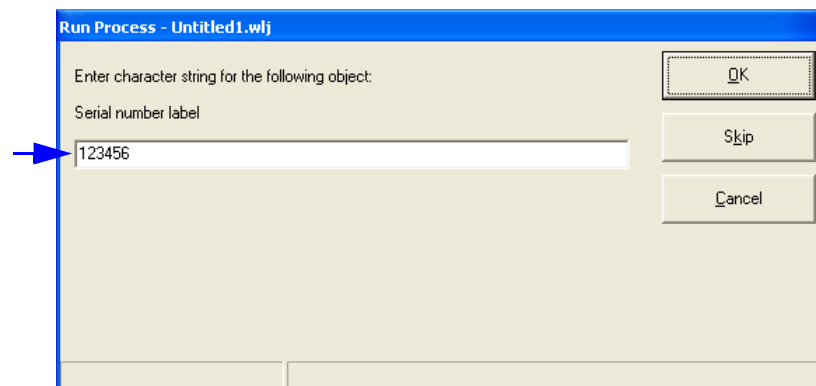 Run Process - Untitled1.wlj
Enter character string for the following object:
OK
Serial number label
Skip
123456
Cancel